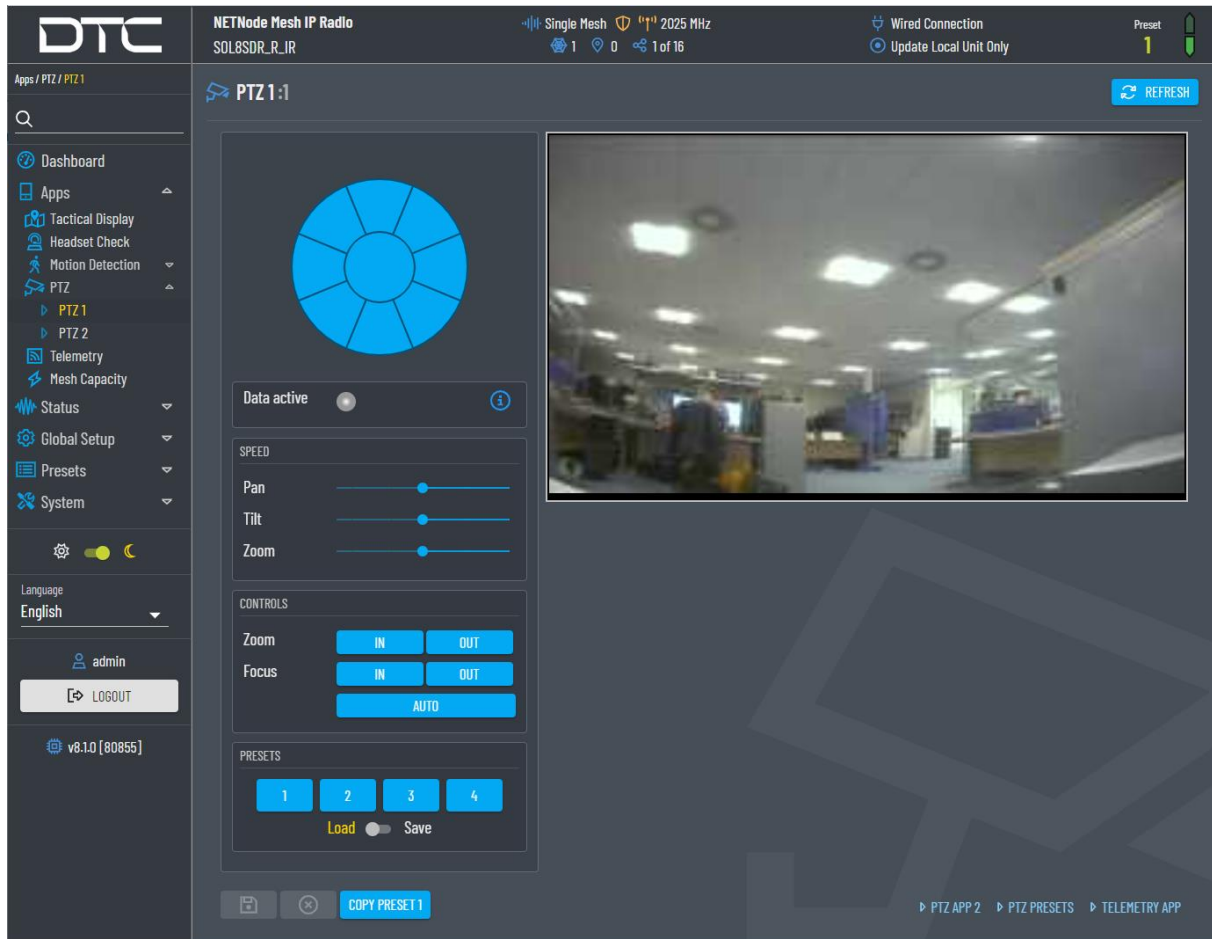 DTC
NETNode Mesh IP Radio
SOL8SDR_R_IR
Single Mesh 2025 MHz
1 0 1 of 16
Wired Connection
Update Local Unit Only
Preset
1
Apps / PTZ / PTZ 1
PTZ 1 :1
REFRESH
Dashboard
Apps
Tactical Display
Headset Check
Motion Detection
PTZ
PTZ 1
PTZ 2
Telemetry
Mesh Capacity
Status
Global Setup
Presets
System
Language
English
admin
LOGOUT
v8.1.0 [80855]
Data active
SPEED
Pan
Tilt
Zoom
CONTROLS
Zoom IN OUT
Focus IN OUT
AUTO
PRESETS
1 2 3 4
Load Save
COPY PRESET 1
PTZ APP 2 PTZ PRESETS TELEMETRY APP